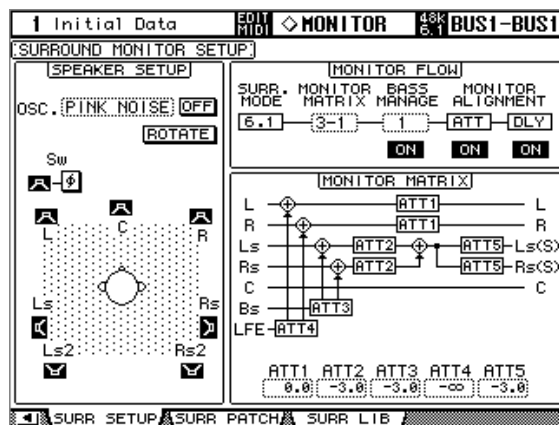 1 Initial Data EDIT MIDI ◇MONITOR 48k 6.1 BUS1-BUS1
SURROUND MONITOR SETUP
SPEAKER SETUP
OSC. PINK NOISE OFF
ROTATE
Sw
φ
L C R
Ls Rs
Ls2 Rs2
MONITOR FLOW
SURR. MODE MONITOR MATRIX BASS MANAGE MONITOR ALIGNMENT
6.1 3-1 1 ATT DLY
ON ON ON
MONITOR MATRIX
L ATT1 L
R ATT1 R
Ls ATT2 ATT5 Ls(S)
Rs ATT2 ATT5 Rs(S)
C C
Bs ATT3
LFE ATT4
ATT1 ATT2 ATT3 ATT4 ATT5
0.0 -3.0 -3.0 -∞ -3.0
SURR SETUP SURR PATCH SURR LIB